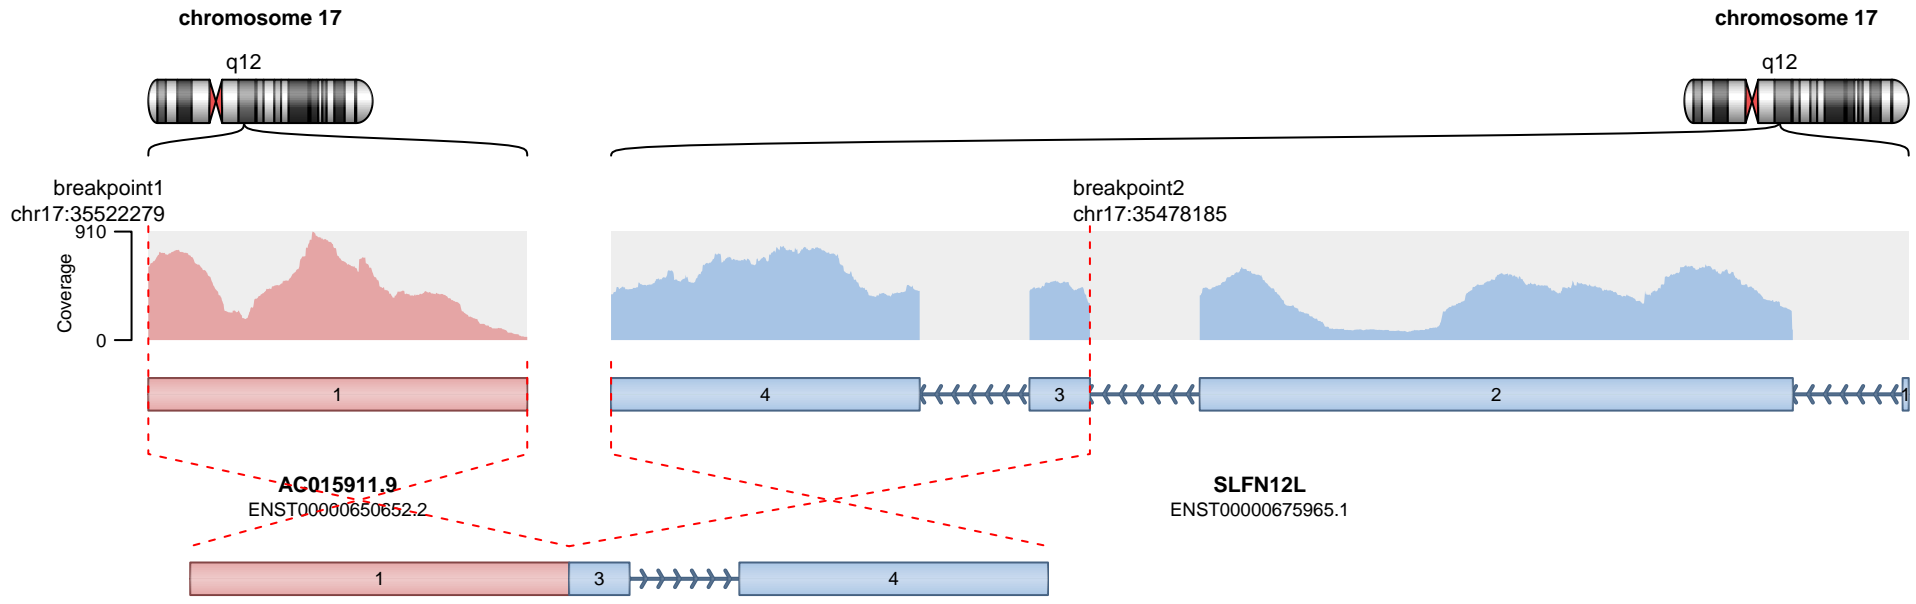 chromosome 17
chromosome 17
q12
q12
breakpoint1
chr17:35522279
breakpoint2
chr17:35478185
910
Coverage
0
1
4
3
2
1
AC015911.9
ENST00000650652.2
SLFN12L
ENST00000675965.1
1
3
4